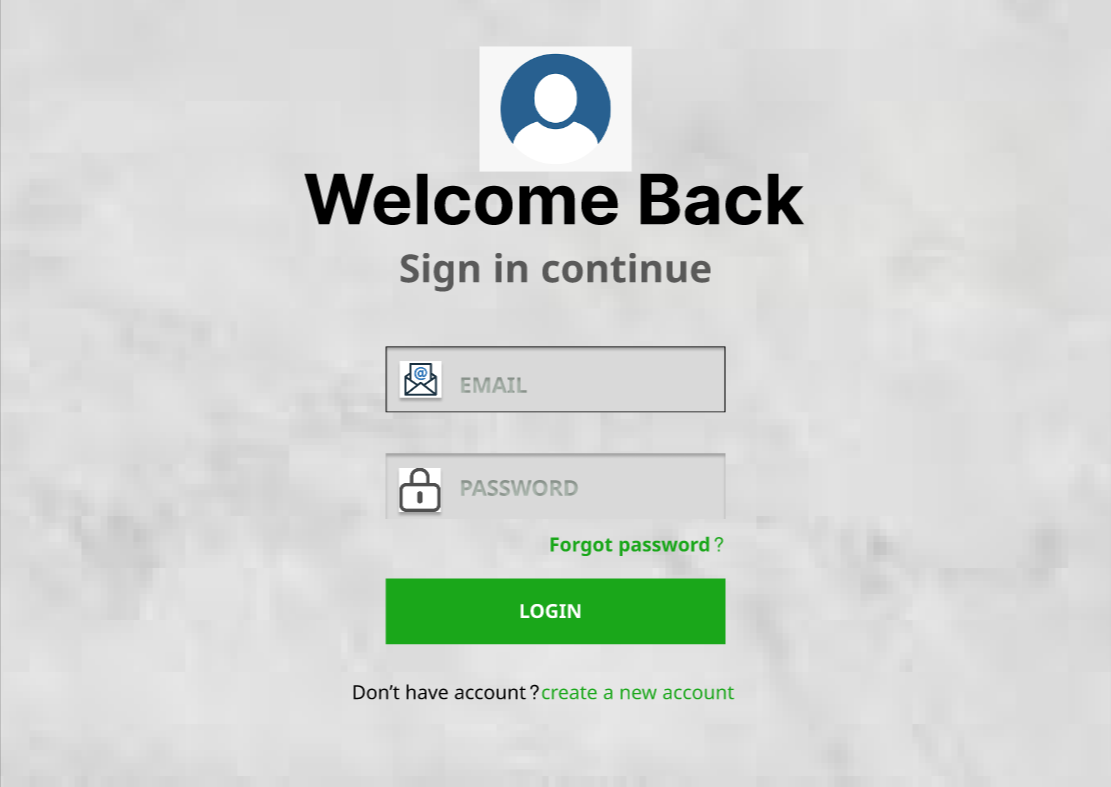 Welcome Back
Sign in continue
@
EMAIL
PASSWORD
Forgot password ?
LOGIN
Don’t have account ?create a new account